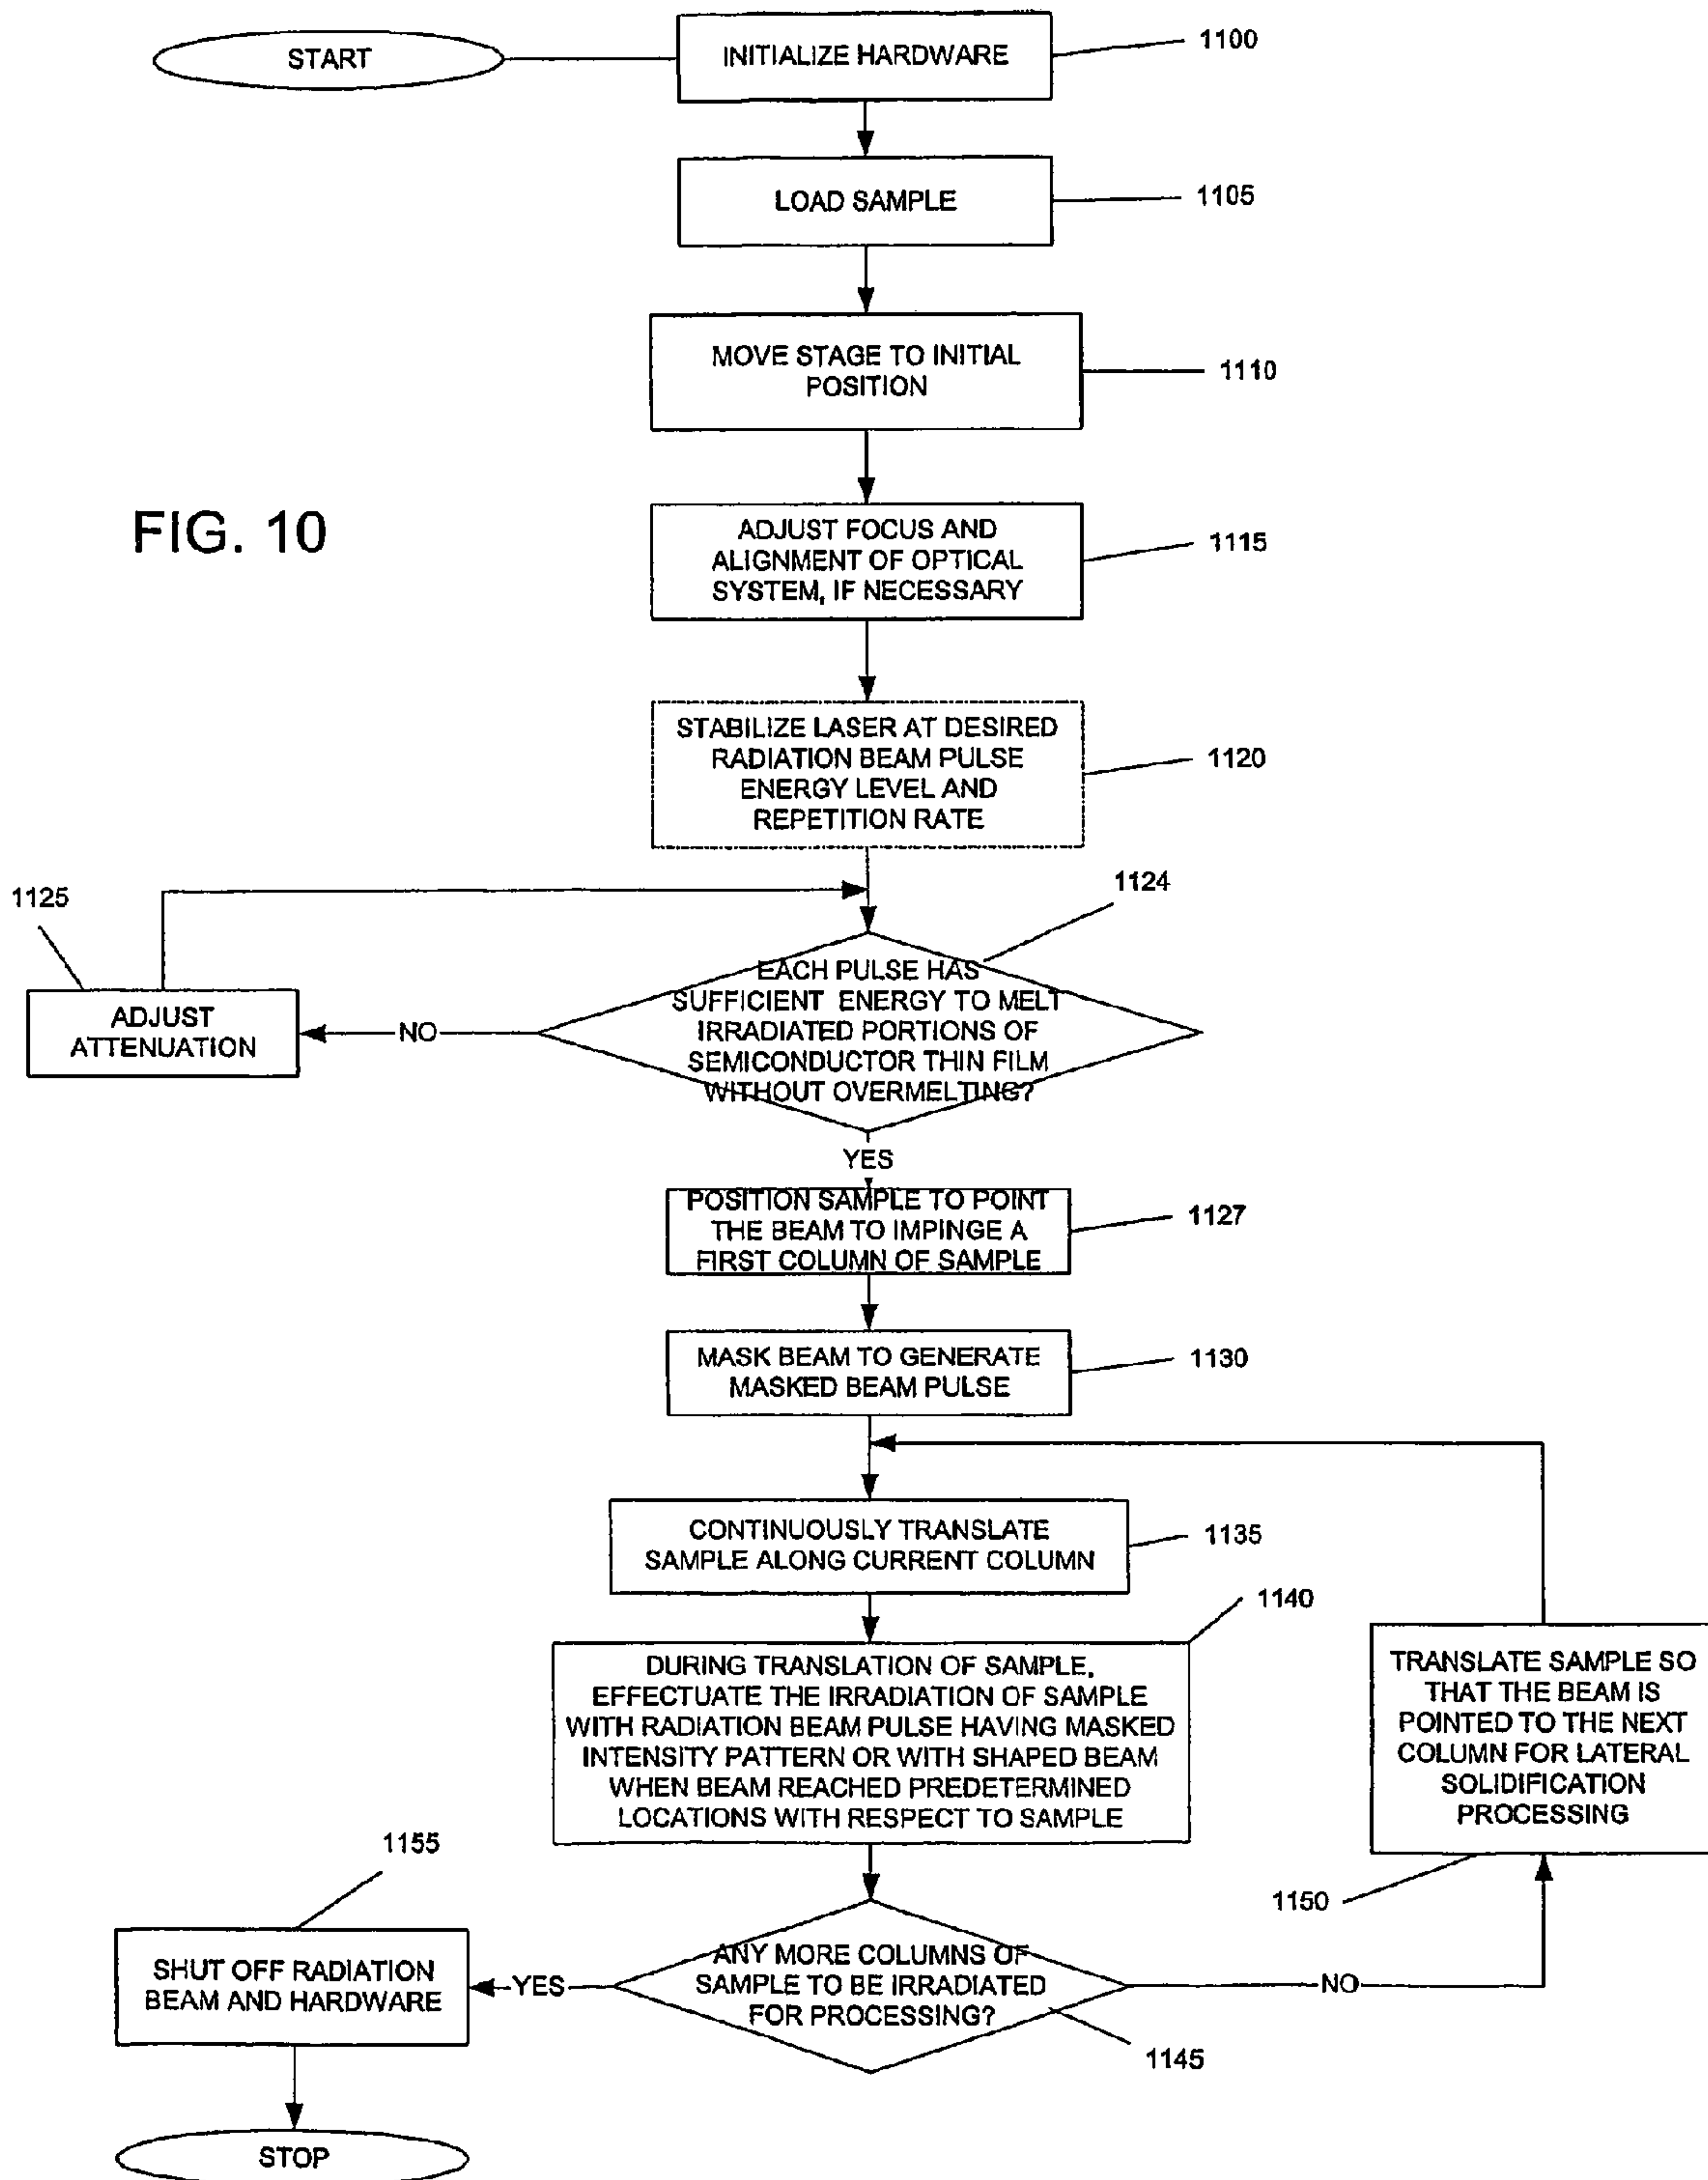 START
INITIALIZE HARDWARE
1100
LOAD SAMPLE
1105
MOVE STAGE TO INITIAL
POSITION
1110
FIG. 10
ADJUST FOCUS AND
ALIGNMENT OF OPTICAL
SYSTEM, IF NECESSARY
1115
STABILIZE LASER AT DESIRED
RADIATION BEAM PULSE
ENERGY LEVEL AND
REPETITION RATE
1120
1125
ADJUST
ATTENUATION
NO
1124
EACH PULSE HAS
SUFFICIENT ENERGY TO MELT
IRRADIATED PORTIONS OF
SEMICONDUCTOR THIN FILM
WITHOUT OVERMELTING?
YES
POSITION SAMPLE TO POINT
THE BEAM TO IMPINGE A
FIRST COLUMN OF SAMPLE
1127
MASK BEAM TO GENERATE
MASKED BEAM PULSE
1130
CONTINUOUSLY TRANSLATE
SAMPLE ALONG CURRENT COLUMN
1135
1140
DURING TRANSLATION OF SAMPLE,
EFFECTUATE THE IRRADIATION OF SAMPLE
WITH RADIATION BEAM PULSE HAVING MASKED
INTENSITY PATTERN OR WITH SHAPED BEAM
WHEN BEAM REACHED PREDETERMINED
LOCATIONS WITH RESPECT TO SAMPLE
TRANSLATE SAMPLE SO
THAT THE BEAM IS
POINTED TO THE NEXT
COLUMN FOR LATERAL
SOLIDIFICATION
PROCESSING
1150
1155
SHUT OFF RADIATION
BEAM AND HARDWARE
YES
ANY MORE COLUMNS OF
SAMPLE TO BE IRRADIATED
FOR PROCESSING?
NO
1145
STOP